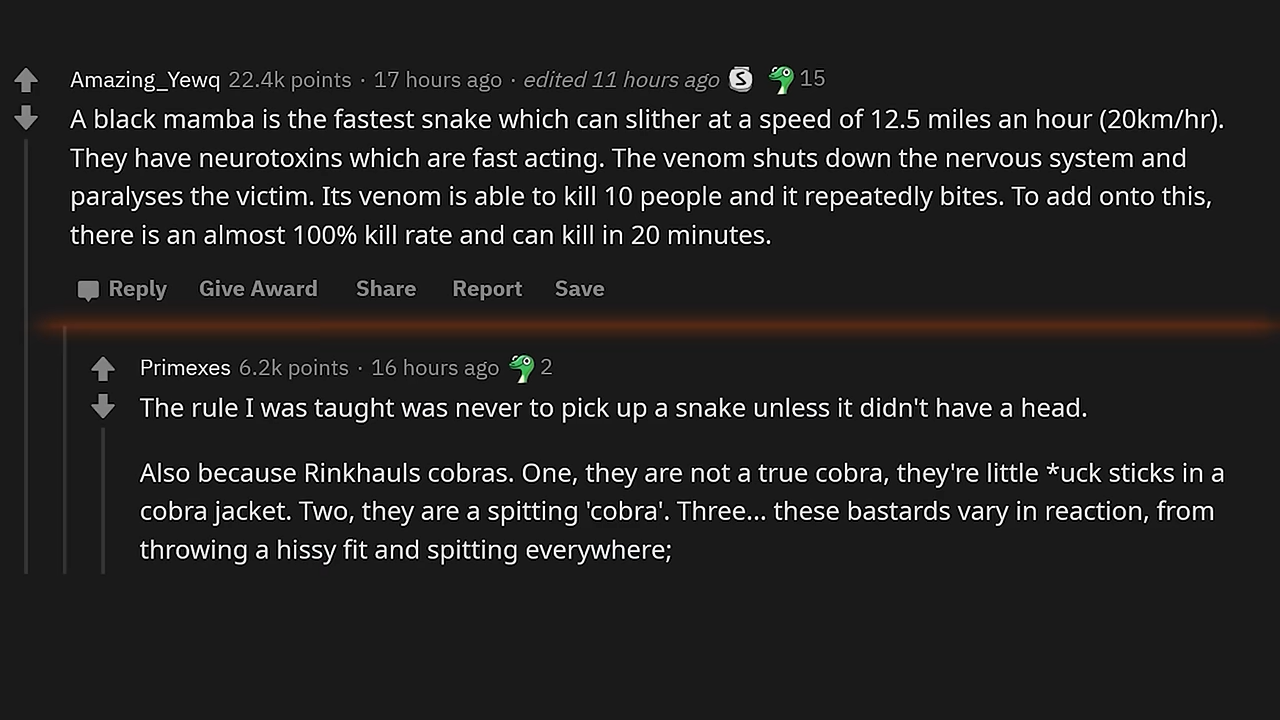 Amazing_Yewq 22.4k points · 17 hours ago · edited 11 hours ago S 15
A black mamba is the fastest snake which can slither at a speed of 12.5 miles an hour (20km/hr).
They have neurotoxins which are fast acting. The venom shuts down the nervous system and
paralyses the victim. Its venom is able to kill 10 people and it repeatedly bites. To add onto this,
there is an almost 100% kill rate and can kill in 20 minutes.
Reply Give Award Share Report Save
Primexes 6.2k points · 16 hours ago 2
The rule I was taught was never to pick up a snake unless it didn't have a head.
Also because Rinkhauls cobras. One, they are not a true cobra, they're little *uck sticks in a
cobra jacket. Two, they are a spitting 'cobra'. Three... these bastards vary in reaction, from
throwing a hissy fit and spitting everywhere;